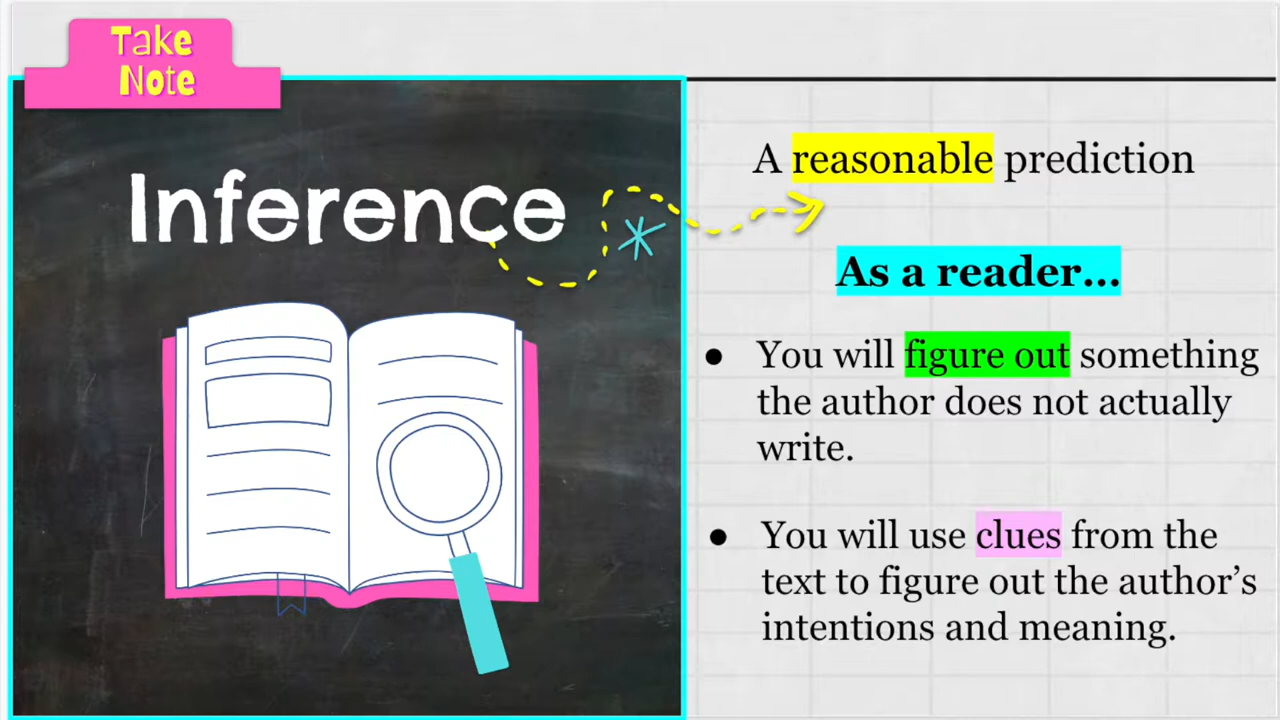 Take
Note
Inference
A reasonable prediction
As a reader...
● You will figure out something
the author does not actually
write.
● You will use clues from the
text to figure out the author’s
intentions and meaning.